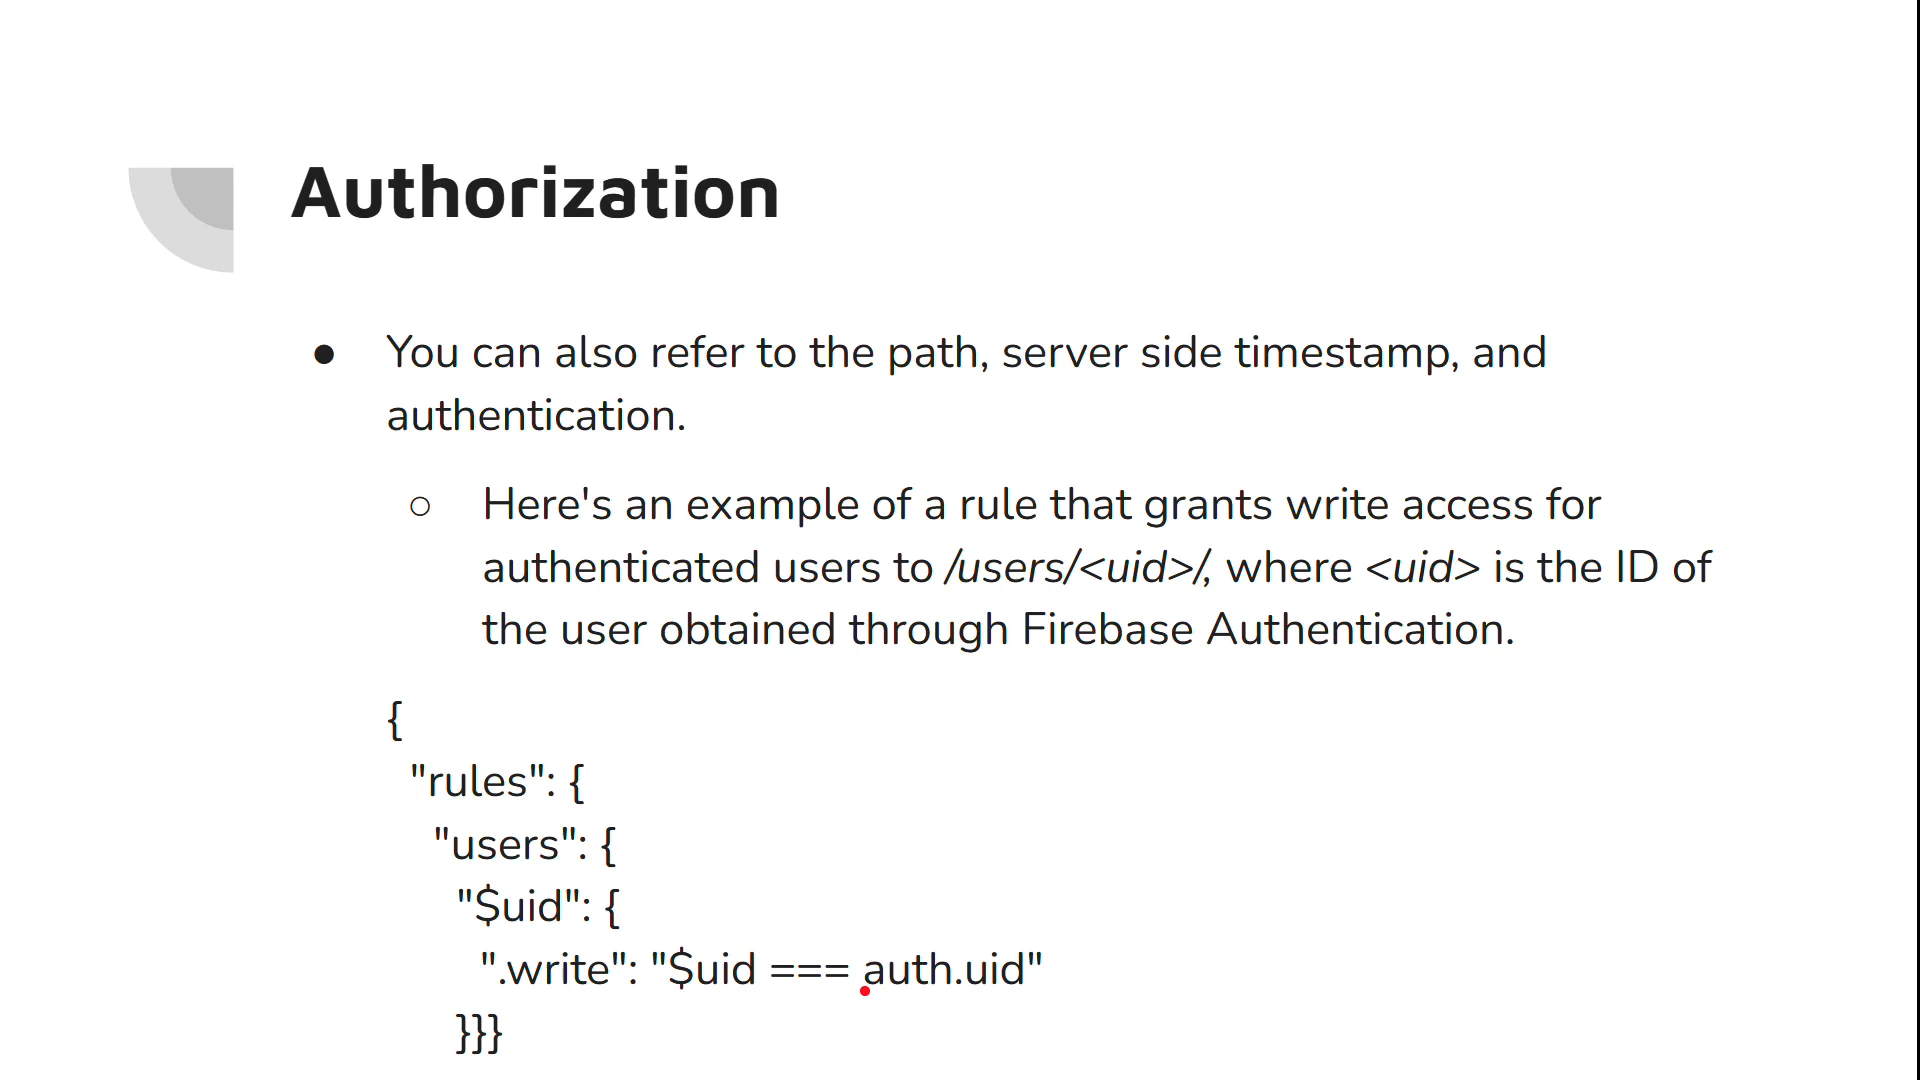 Authorization
● You can also refer to the path, server side timestamp, and
authentication.
○ Here's an example of a rule that grants write access for
authenticated users to /users/<uid>/, where <uid> is the ID of
the user obtained through Firebase Authentication.
{
"rules": {
"users": {
"$uid": {
".write": "$uid === auth.uid"
}}}